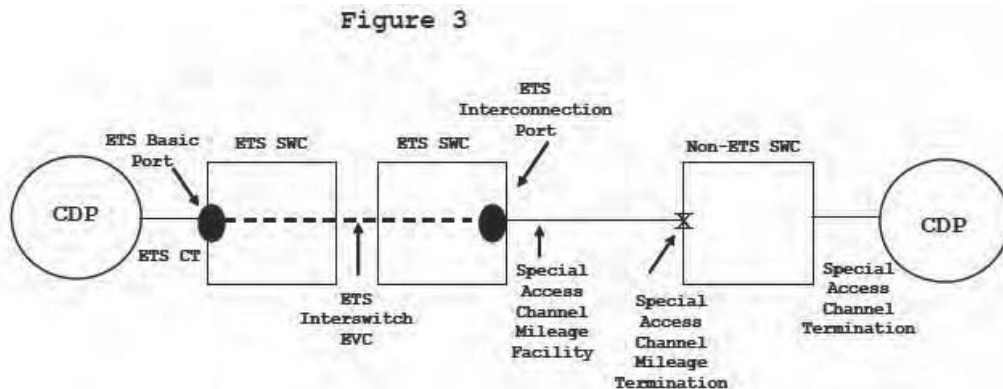 Figure 3
ETS
Interconnection
Port
ETS Basic
Port
ETS SWC
ETS SWC
Non-ETS SWC
CDP
CDP
ETS CT
ETS
Interswitch
EVC
Special
Access
Channel
Mileage
Facility
Special
Access
Channel
Mileage
Termination
Special
Access
Channel
Termination